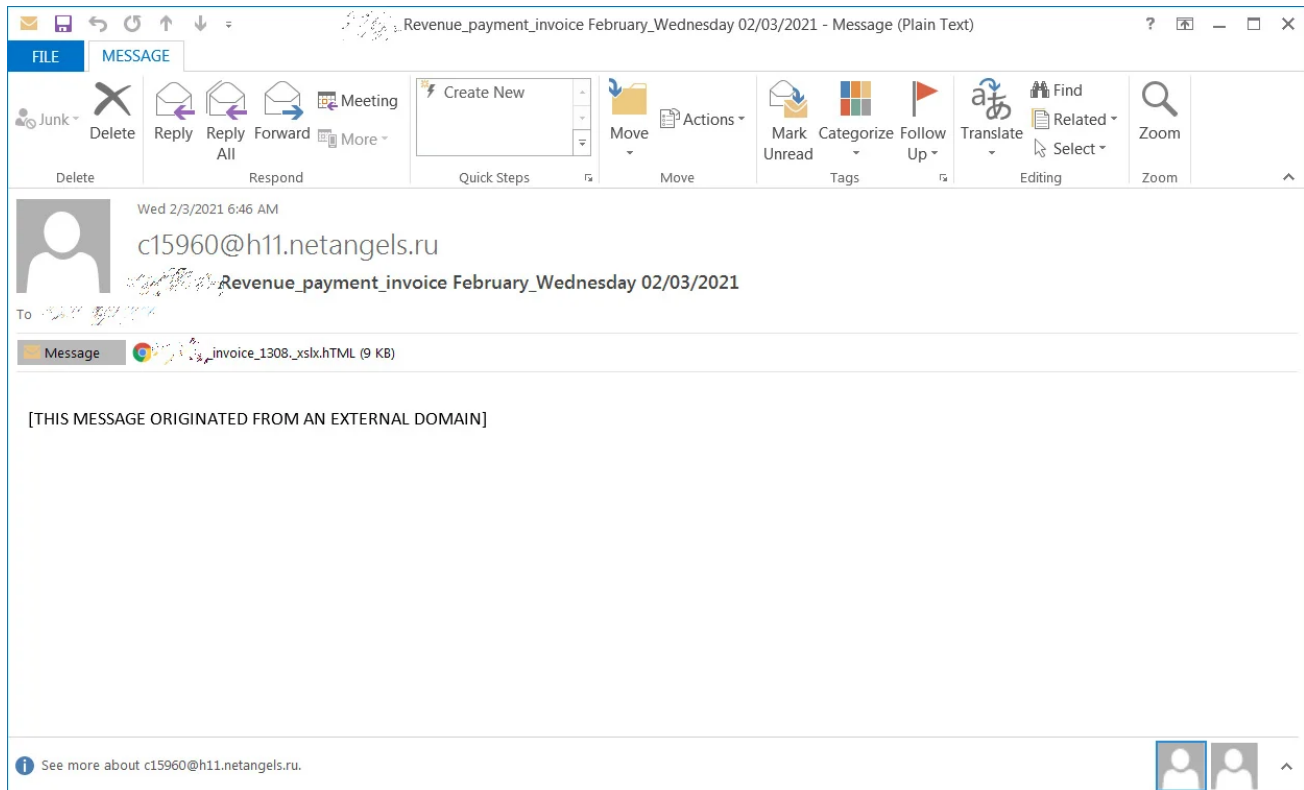 Revenue_payment_invoice February_Wednesday 02/03/2021 - Message (Plain Text)
?
FILE
MESSAGE
Junk
Delete
Reply
Reply All
Forward
Meeting
More
Create New
Move
Actions
Mark Unread
Categorize
Follow Up
Translate
Find
Related
Select
Zoom
Delete
Respond
Quick Steps
Move
Tags
Editing
Zoom
Wed 2/3/2021 6:46 AM
c15960@h11.netangels.ru
Revenue_payment_invoice February_Wednesday 02/03/2021
To
Message
_invoice_1308._xslx.hTML (9 KB)
[THIS MESSAGE ORIGINATED FROM AN EXTERNAL DOMAIN]
See more about c15960@h11.netangels.ru.